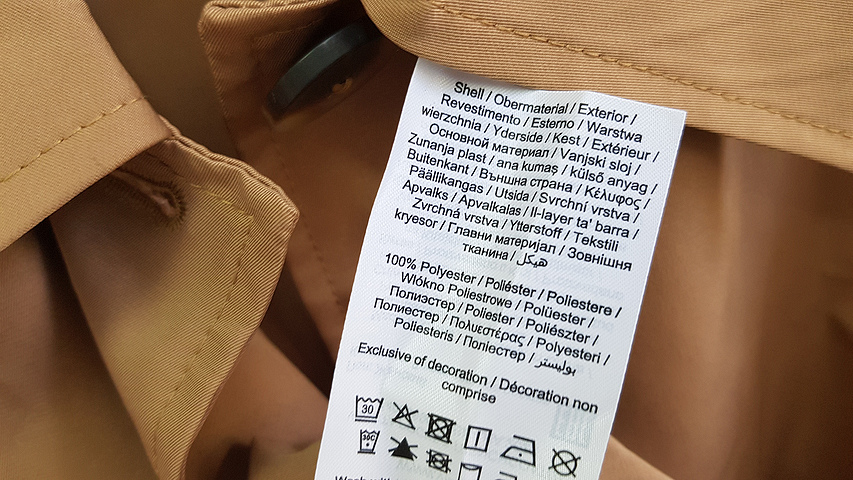 Shell / Obermaterial / Exterior /
Revestimento / Esterno / Warstwa
wierzchnia / Yderside / Kest / Extérieur /
Основной материал / Vanjski sloj /
Zunanja plast / ana kumaş / külső anyag /
Buitenkant / Външна страна / Κέλυφος /
Päällikangas / Utsida / Svrchní vrstva /
Apvalks / Apvalkalas / Il-layer ta' barra /
Zvrchná vrstva / Ytterstoff / Tekstili
kryesor / Главни материјал / Зовнішня
тканина / هيكل
100% Polyester / Poliéster / Poliestere /
Włókno Poliestrowe / Polüester /
Полиэстер / Poliester / Poliészter /
Полиестер / Πολυεστέρας / Polyesteri /
Poliesteris / Поліестер / بوليستر
Exclusive of decoration / Décoration non
comprise
30
30C